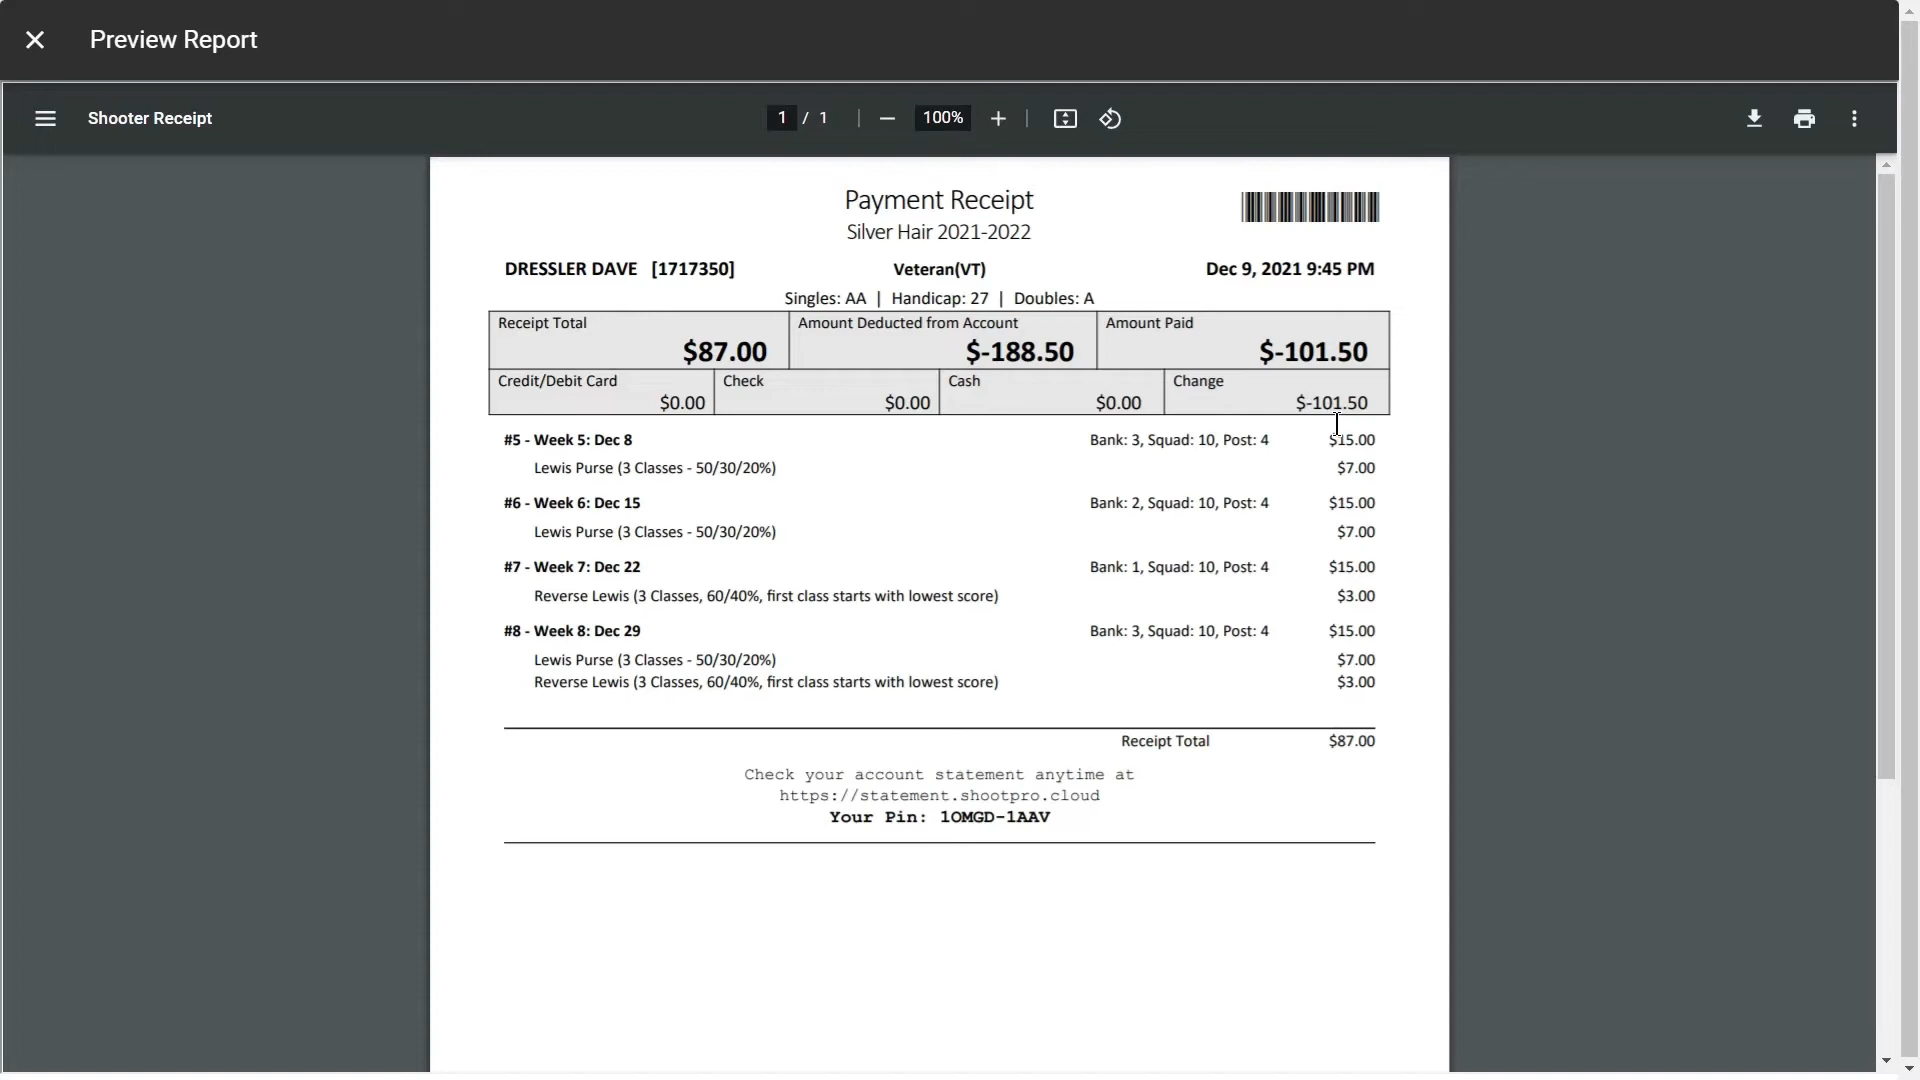 Preview Report
Shooter Receipt
1 / 1
100%
Payment Receipt
Silver Hair 2021-2022
DRESSLER DAVE [1717350] Veteran(VT) Dec 9, 2021 9:45 PM
Singles: AA | Handicap: 27 | Doubles: A
Receipt Total Amount Deducted from Account Amount Paid
$87.00 $-188.50 $-101.50
Credit/Debit Card Check Cash Change
$0.00 $0.00 $0.00 $-101.50
#5 - Week 5: Dec 8 Bank: 3, Squad: 10, Post: 4 $15.00
Lewis Purse (3 Classes - 50/30/20%) $7.00
#6 - Week 6: Dec 15 Bank: 2, Squad: 10, Post: 4 $15.00
Lewis Purse (3 Classes - 50/30/20%) $7.00
#7 - Week 7: Dec 22 Bank: 1, Squad: 10, Post: 4 $15.00
Reverse Lewis (3 Classes, 60/40%, first class starts with lowest score) $3.00
#8 - Week 8: Dec 29 Bank: 3, Squad: 10, Post: 4 $15.00
Lewis Purse (3 Classes - 50/30/20%) $7.00
Reverse Lewis (3 Classes, 60/40%, first class starts with lowest score) $3.00
Receipt Total $87.00
Check your account statement anytime at
https://statement.shootpro.cloud
Your Pin: 1OMGD-1AAV